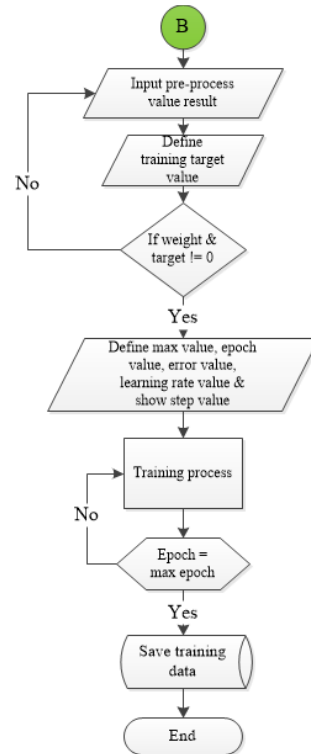 B
Input pre-process
value result
Define
training target
value
No
If weight &
target != 0
Yes
Define max value, epoch
value, error value,
learning rate value &
show step value
Training process
No
Epoch =
max epoch
Yes
Save training
data
End